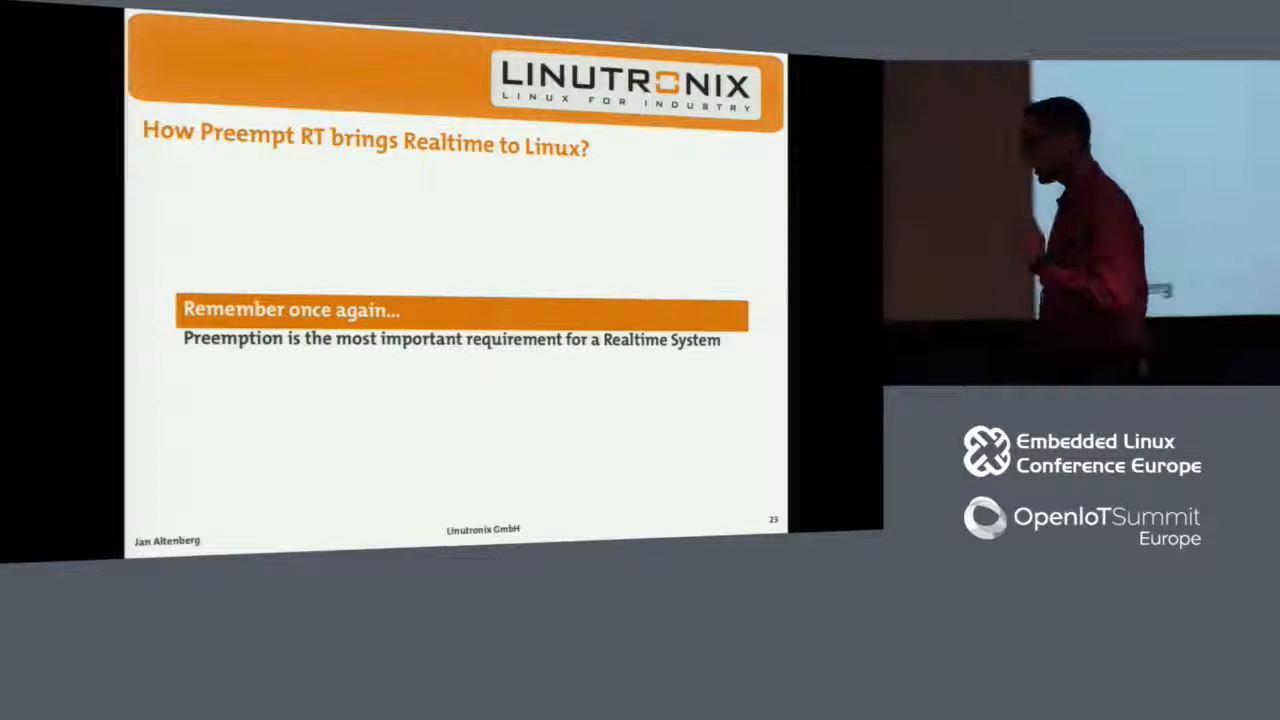 LINUTRONIX
LINUX FOR INDUSTRY
How Preempt RT brings Realtime to Linux?
Remember once again...
Preemption is the most important requirement for a Realtime System
Jan Altenberg
Linutronix GmbH
23
Embedded Linux
Conference Europe
OpenIoTSummit
Europe